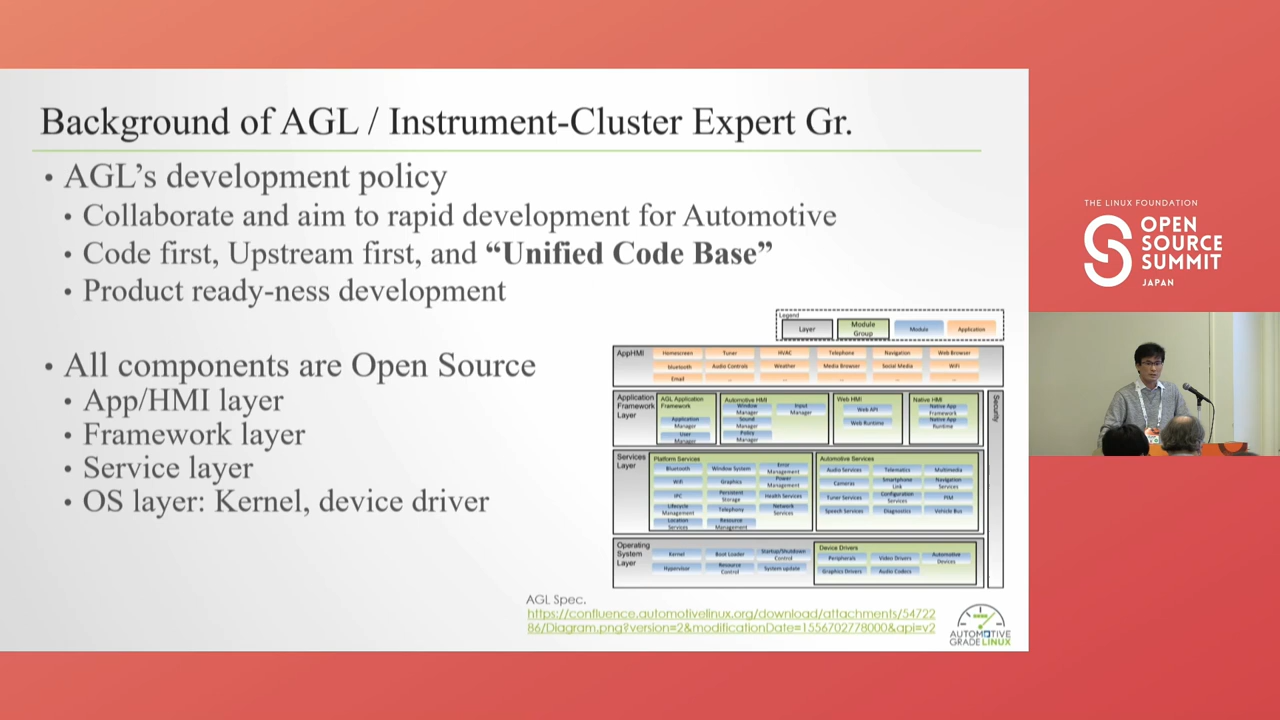 Background of AGL / Instrument-Cluster Expert Gr.
• AGL's development policy
• Collaborate and aim to rapid development for Automotive
• Code first, Upstream first, and “Unified Code Base”
• Product ready-ness development
• All components are Open Source
• App/HMI layer
• Framework layer
• Service layer
• OS layer: Kernel, device driver
Legend
Layer
Module Group
Module
Application
AppHMI
Homescreen Tuner HVAC Telephone Navigation Web Browser
Bluetooth Audio Controls Weather Media Browser Social Media WiFi
Email ... ... ... ... ...
Application Framework Layer
AGL Application Framework
Application Manager
User Manager
Automotive HMI
Window Manager
Input Manager
Sound Manager
Policy Manager
Web HMI
Web API
Web Runtime
Native HMI
Native App Framework
Native App Runtime
Security
Services Layer
Platform Services
Bluetooth Window System Error Management
WiFi Graphics Power Management
IPC Persistent Storage Health Services
Lifecycle Management Telephony Network Services
Location Services Resource Management
Automotive Services
Audio Services Telematics Multimedia
Cameras Smartphone Link Navigation Services
Tuner Services Configuration Services PIM
Speech Services Diagnostics Vehicle Bus
Operating System Layer
Kernel Boot Loader Startup/Shutdown Control
Hypervisor Resource Control System update
Device Drivers
Peripherals Video Drivers Automotive Devices
Graphics Drivers Audio Codecs
AGL Spec.
https://confluence.automotivelinux.org/download/attachments/54722
86/Diagram.png?version=2&modificationDate=1556702778000&api=v2
AUTOMOTIVE
GRADE LINUX
THE LINUX FOUNDATION
OPEN
SOURCE
SUMMIT
JAPAN